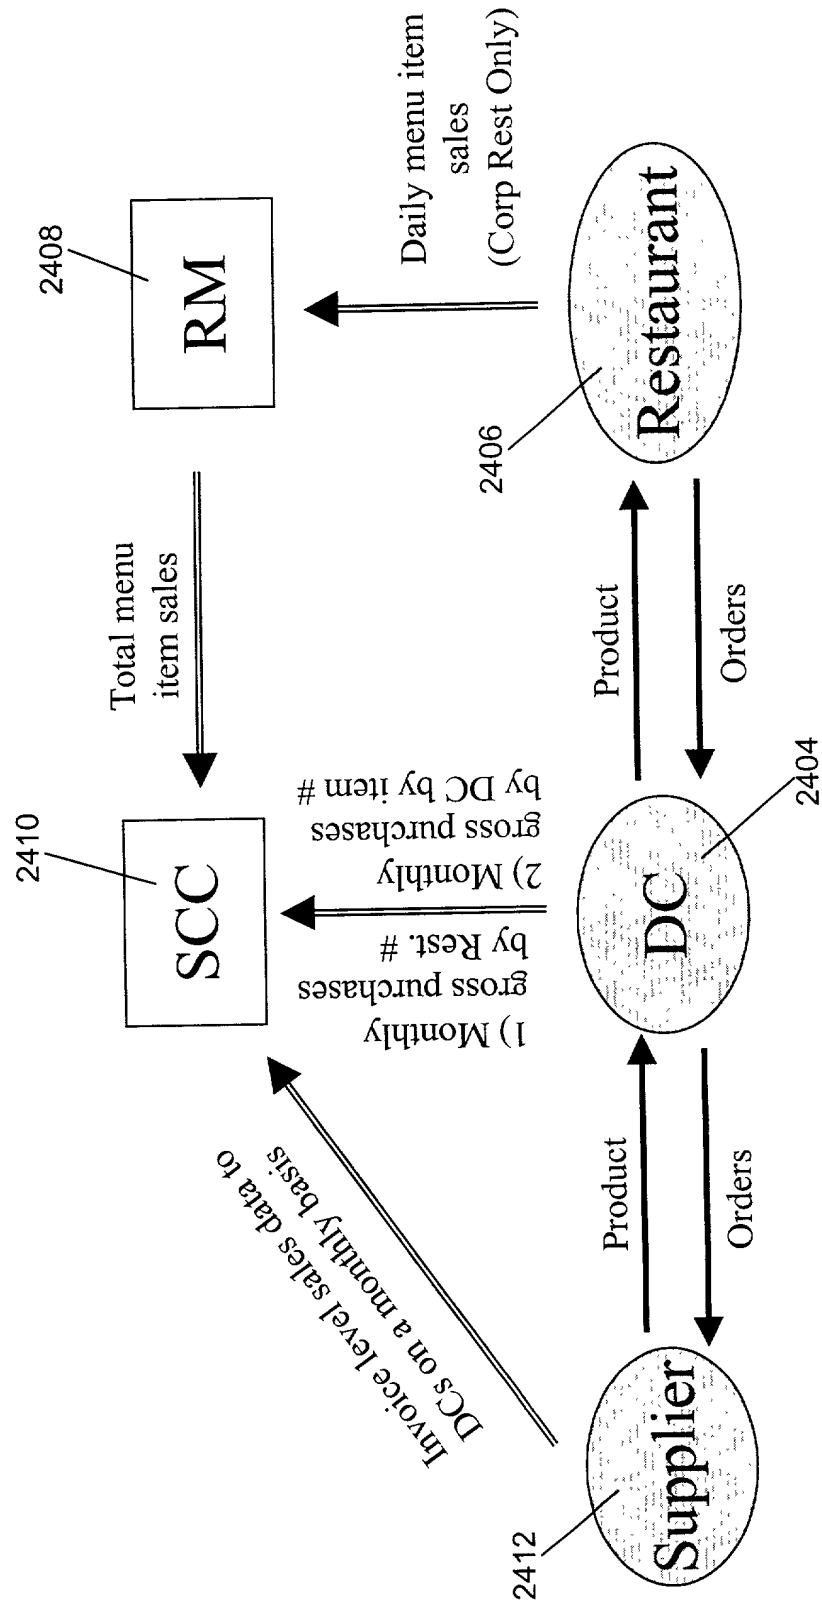 2410
SCC
Total menu
item sales
2408
RM
Invoice level sales data to
DCs on a monthly basis
1) Monthly
gross purchases
by Rest. #
2) Monthly
gross purchases
by DC by item #
Daily menu item
sales
(Corp Rest Only)
2412
Supplier
Product
Orders
DC
2404
Product
Orders
2406
Restaurant